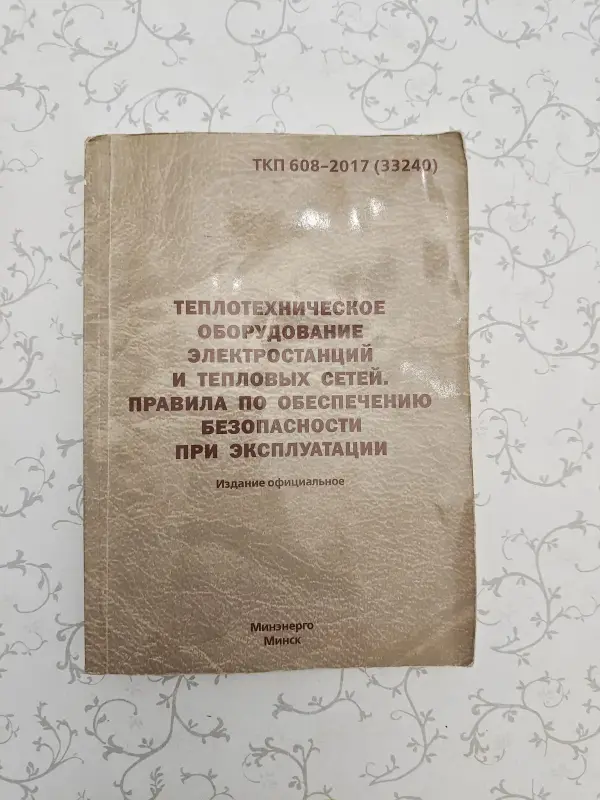 ТКП 608–2017 (33240)
ТЕПЛОТЕХНИЧЕСКОЕ
ОБОРУДОВАНИЕ
ЭЛЕКТРОСТАНЦИЙ
И ТЕПЛОВЫХ СЕТЕЙ.
ПРАВИЛА ПО ОБЕСПЕЧЕНИЮ
БЕЗОПАСНОСТИ
ПРИ ЭКСПЛУАТАЦИИ
Издание официальное
Минэнерго
Минск